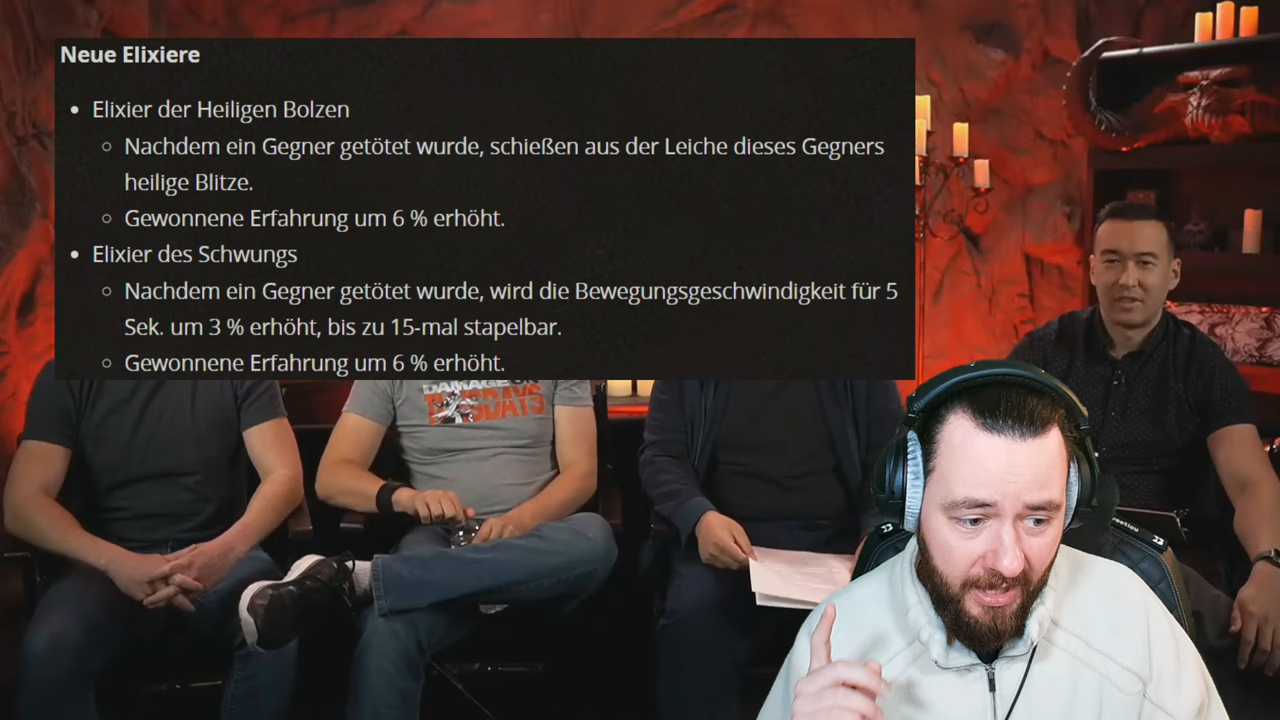 Neue Elixiere
• Elixier der Heiligen Bolzen
◦ Nachdem ein Gegner getötet wurde, schießen aus der Leiche dieses Gegners
heilige Blitze.
◦ Gewonnene Erfahrung um 6 % erhöht.
• Elixier des Schwungs
◦ Nachdem ein Gegner getötet wurde, wird die Bewegungsgeschwindigkeit für 5
Sek. um 3 % erhöht, bis zu 15-mal stapelbar.
◦ Gewonnene Erfahrung um 6 % erhöht.